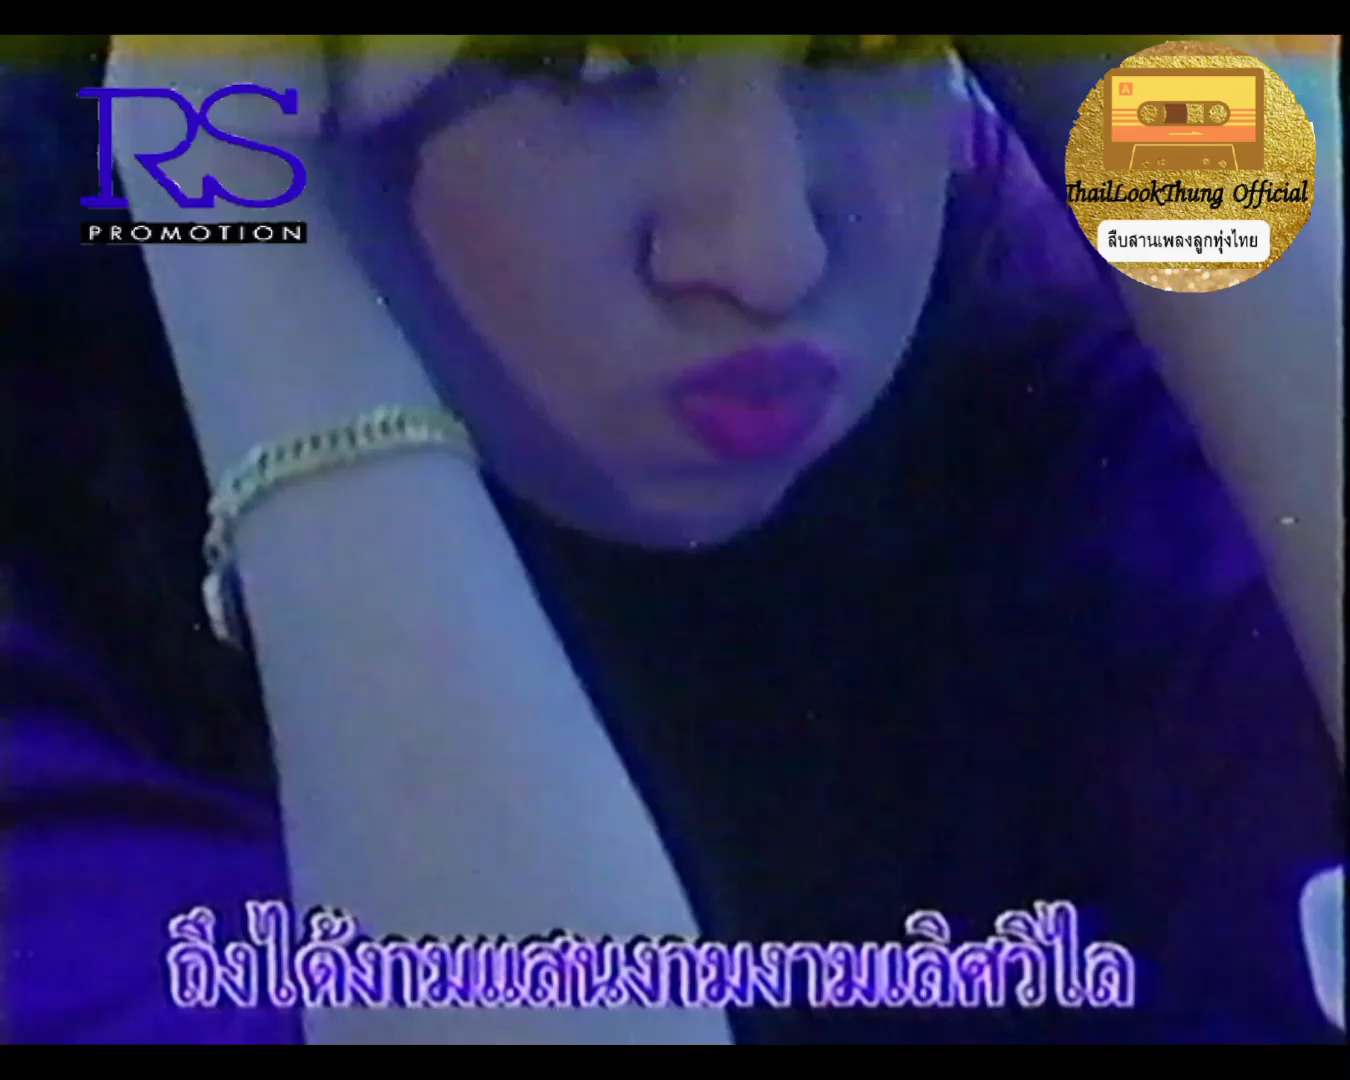 RS
PROMOTION
A
ThailLookThung Official
สืบสานเพลงลูกทุ่งไทย
ถึงได้งามแสนงามงามเลิศวิไล